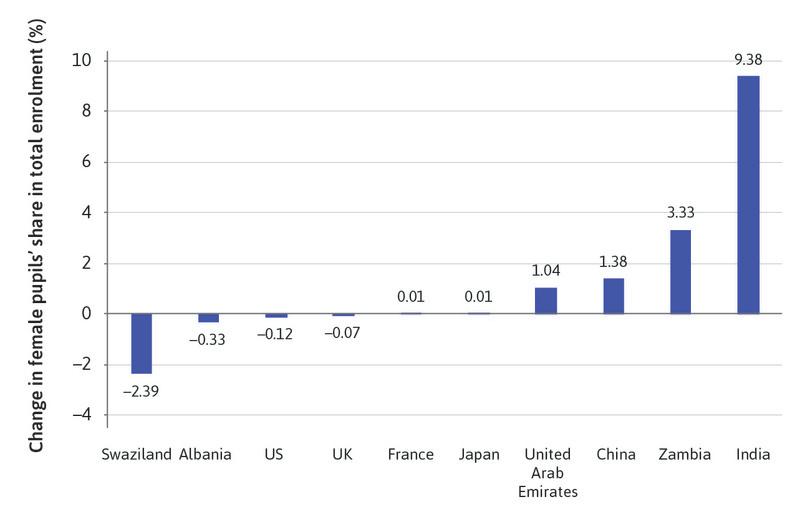 Change in female pupils’ share in total enrolment (%)
10
8
6
4
2
0
−2
−4
−2.39
−0.33
−0.12
−0.07
0.01
0.01
1.04
1.38
3.33
9.38
Swaziland
Albania
US
UK
France
Japan
United
Arab
Emirates
China
Zambia
India